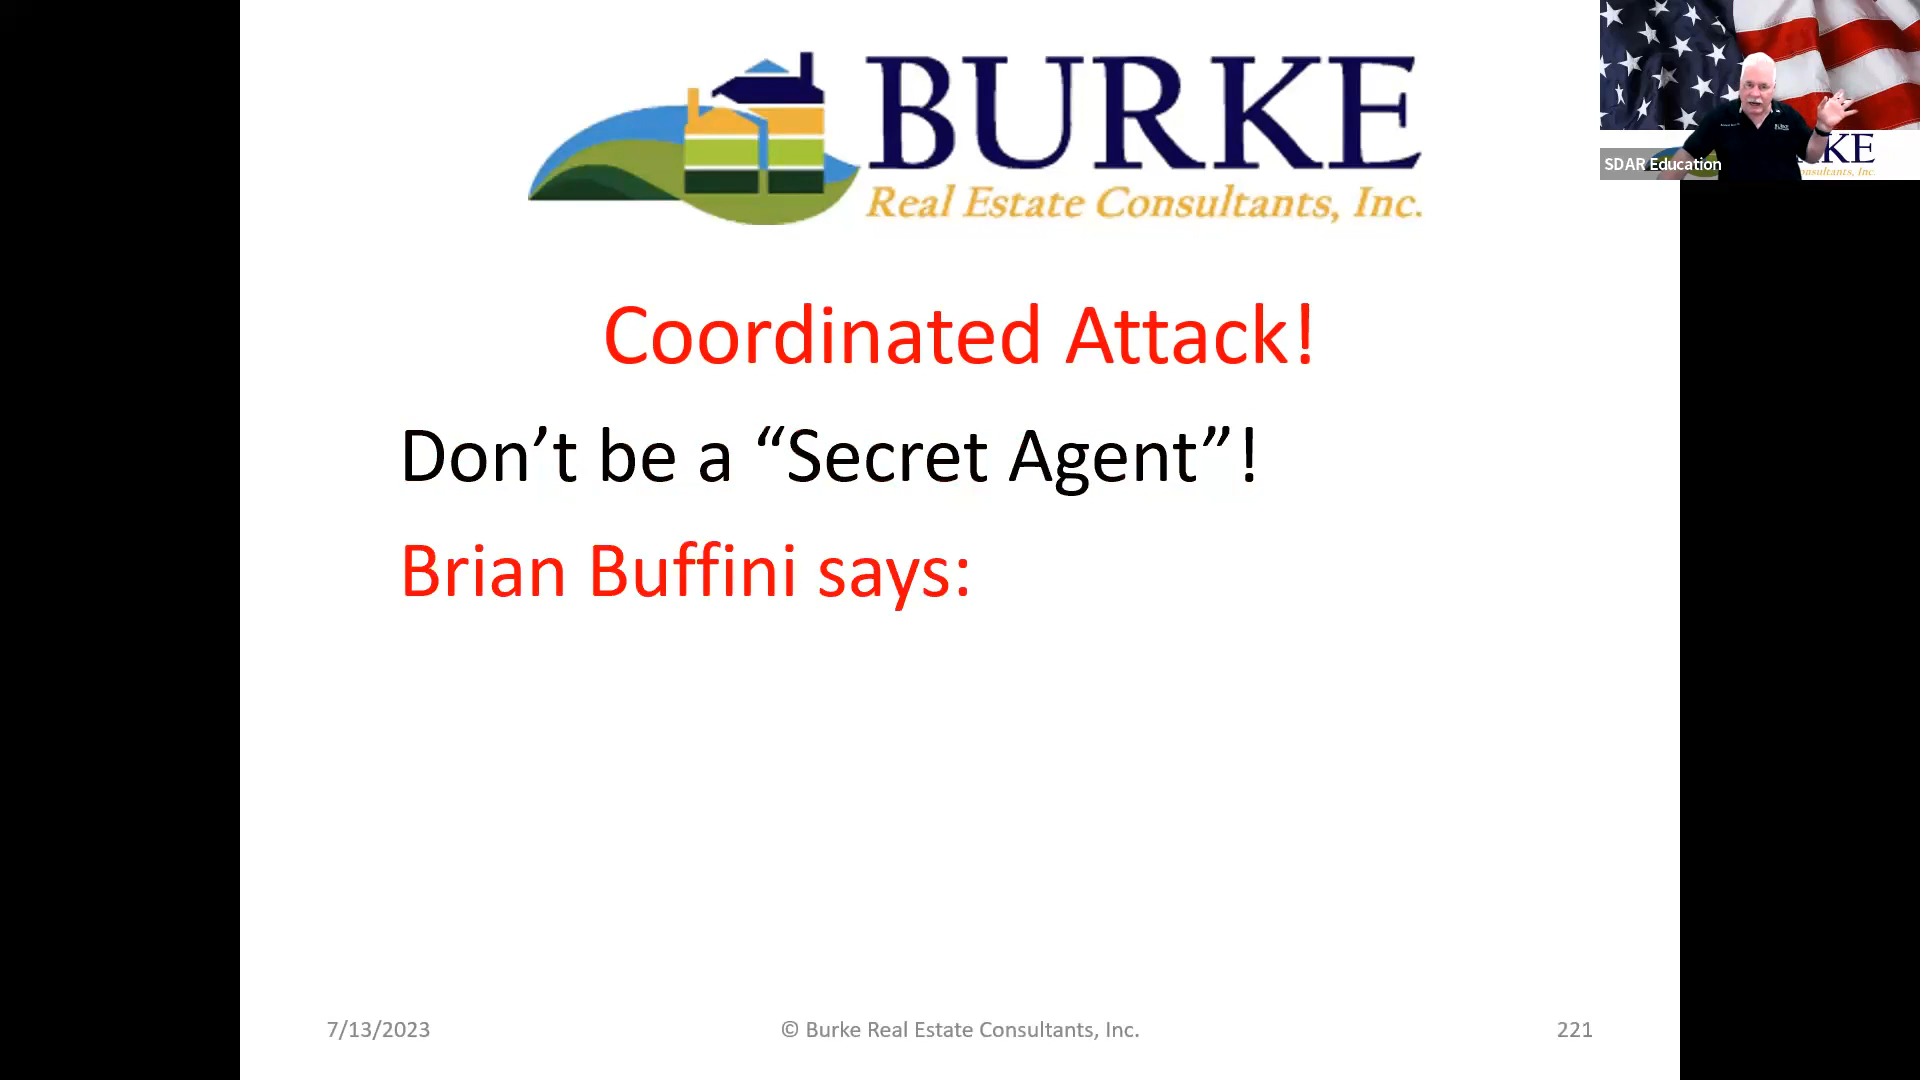 BURKE
Real Estate Consultants, Inc.
KE
SDAR Education
Coordinated Attack!
Don’t be a “Secret Agent”!
Brian Buffini says:
7/13/2023
© Burke Real Estate Consultants, Inc.
221